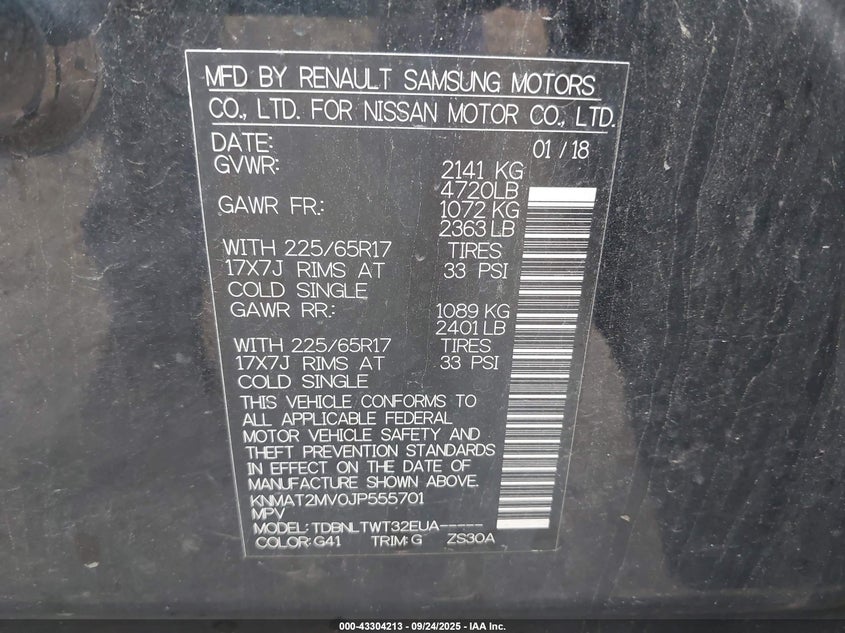 MFD BY RENAULT SAMSUNG MOTORS
CO., LTD. FOR NISSAN MOTOR CO., LTD.
DATE: 01 / 18
GVWR: 2141 KG
4720LB
GAWR FR.: 1072 KG
2363 LB
WITH 225/65R17 TIRES
17X7J RIMS AT 33 PSI
COLD SINGLE
GAWR RR.: 1089 KG
2401 LB
WITH 225/65R17 TIRES
17X7J RIMS AT 33 PSI
COLD SINGLE
THIS VEHICLE CONFORMS TO
ALL APPLICABLE FEDERAL
MOTOR VEHICLE SAFETY AND
THEFT PREVENTION STANDARDS
IN EFFECT ON THE DATE OF
MANUFACTURE SHOWN ABOVE.
KNMAT2MV0JP555701
MPV
MODEL: TDBNLTWT32EUA-----
COLOR: G41 TRIM: G ZS30A
000-43304213 - 09/24/2025 - IAA Inc.